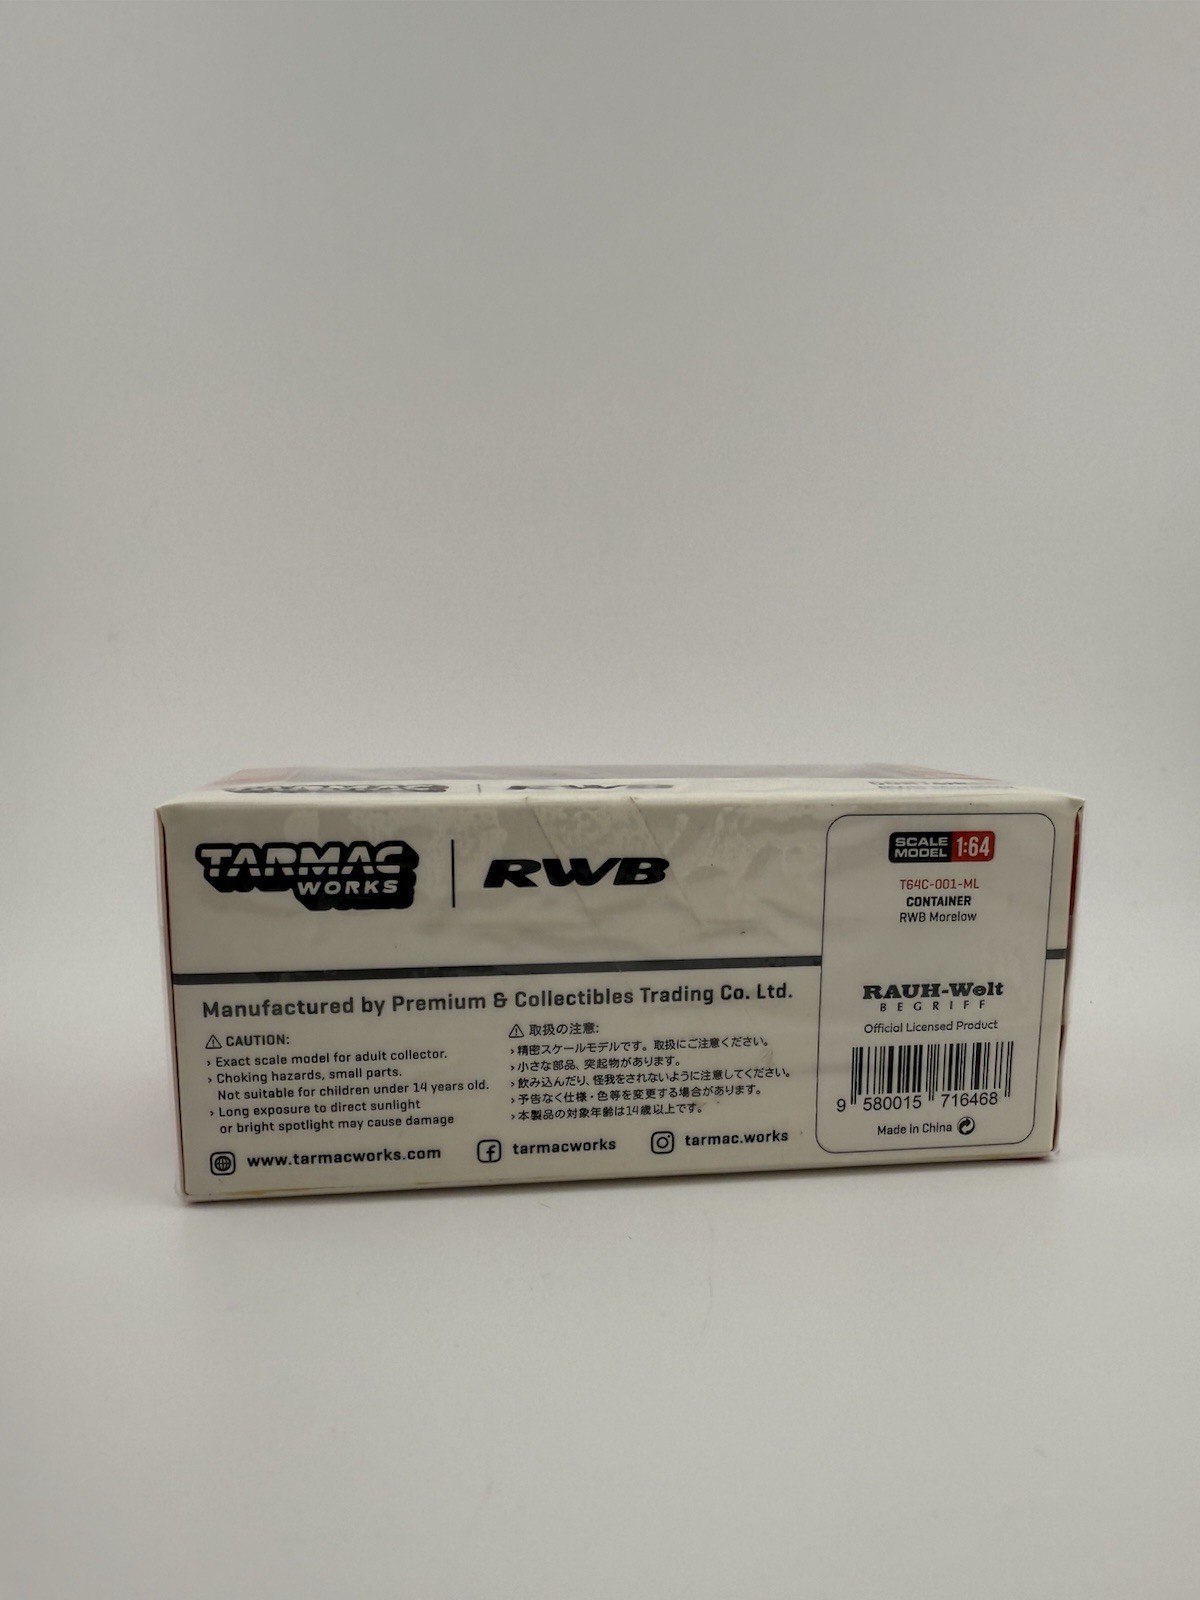 TARMAC WORKS RWB
TARMAC
WORKS
RWB
Manufactured by Premium & Collectibles Trading Co. Ltd.
CAUTION:
› Exact scale model for adult collector.
› Choking hazards, small parts.
Not suitable for children under 14 years old.
› Long exposure to direct sunlight
or bright spotlight may cause damage
取扱の注意:
›精密スケールモデルです。取扱にご注意ください。
›小さな部品、突起物があります。
›飲み込んだり、怪我をされないように注意してください。
›予告なく仕様・色等を変更する場合があります。
›本製品の対象年齢は14歳以上です。
www.tarmacworks.com
tarmacworks
tarmac.works
SCALE
MODEL 1:64
T64C-001-ML
CONTAINER
RWB Morelow
RAUH-Welt
BEGRIFF
Official Licensed Product
9 580015 716468
Made in China